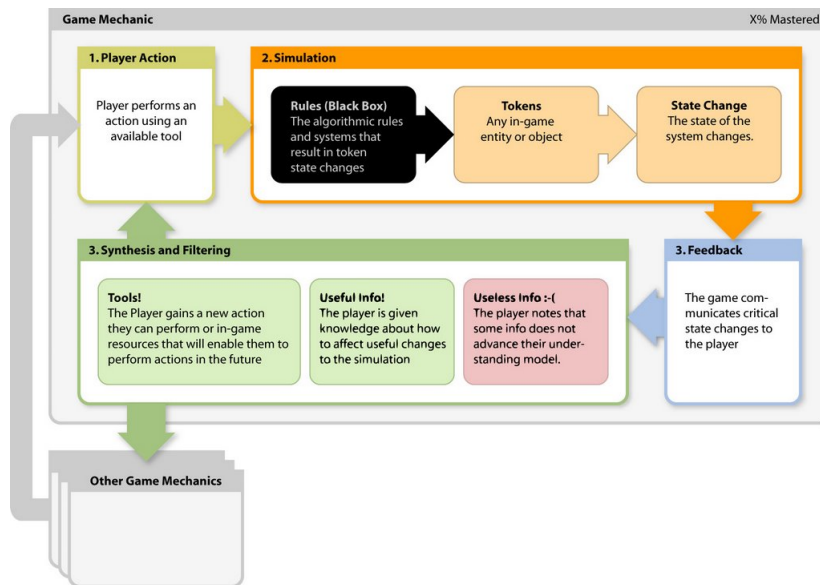 Game Mechanic
X% Mastered
1. Player Action
Player performs an
action using an
available tool
2. Simulation
Rules (Black Box)
The algorithmic rules
and systems that
result in token
state changes
Tokens
Any in-game
entity or object
State Change
The state of the
system changes.
3. Feedback
The game com-
municates critical
state changes to
the player
3. Synthesis and Filtering
Tools!
The Player gains a new action
they can perform or in-game
resources that will enable them to
perform actions in the future
Useful Info!
The player is given
knowledge about how
to affect useful changes
to the simulation
Useless Info :-(
The player notes that
some info does not
advance their under-
standing model.
Other Game Mechanics